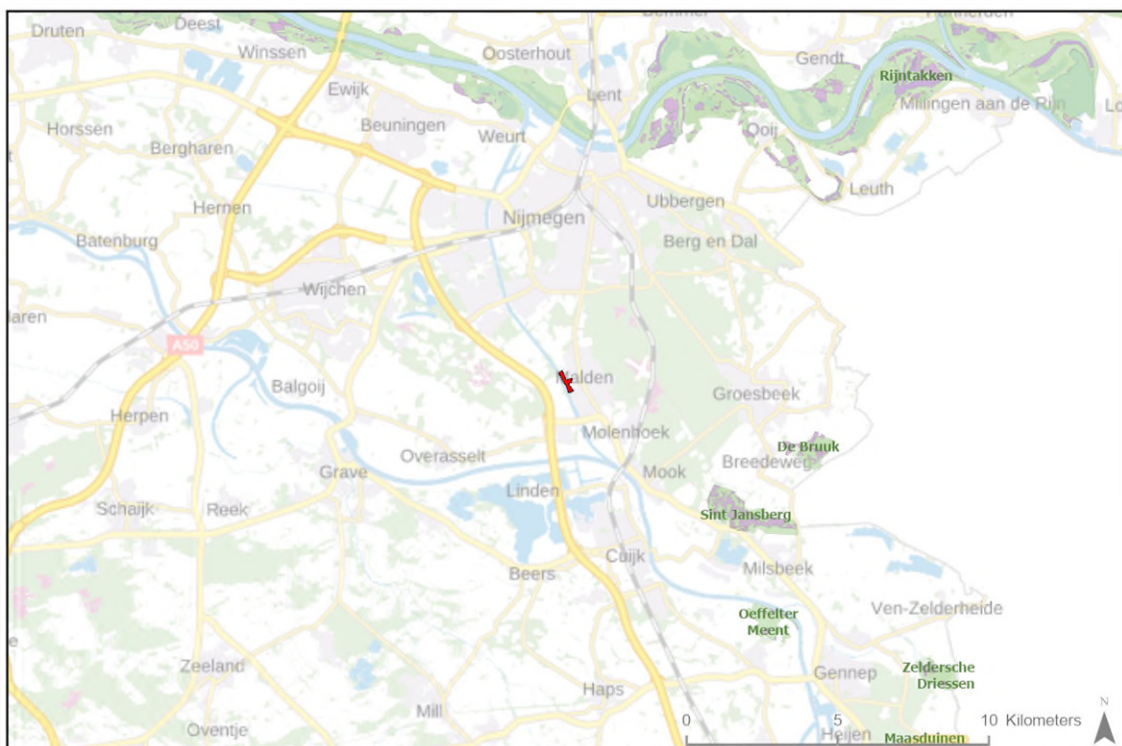 Druten
Deest
Winssen
Oosterhout
Gendt
Rijntakken
Ewijk
Lent
Millingen aan de Rijn
Horssen
Beuningen
Weurt
Ooij
Bergharen
Leuth
Hernen
Nijmegen
Ubbergen
Batenburg
Berg en Dal
Wijchen
A50
Balgoij
Malden
Groesbeek
Herpen
Molenhoek
De Bruuk
Overasselt
Breedeweg
Grave
Mook
Linden
Schaijk
Reek
Sint Jansberg
Cuijk
Beers
Milsbeek
Oeffelter
Meent
Ven-Zelderheide
Zeeland
Gennep
Zeldersche
Driessen
Haps
Mill
Oventje
Heijen
Maasduinen
0 5 10 Kilometers
N